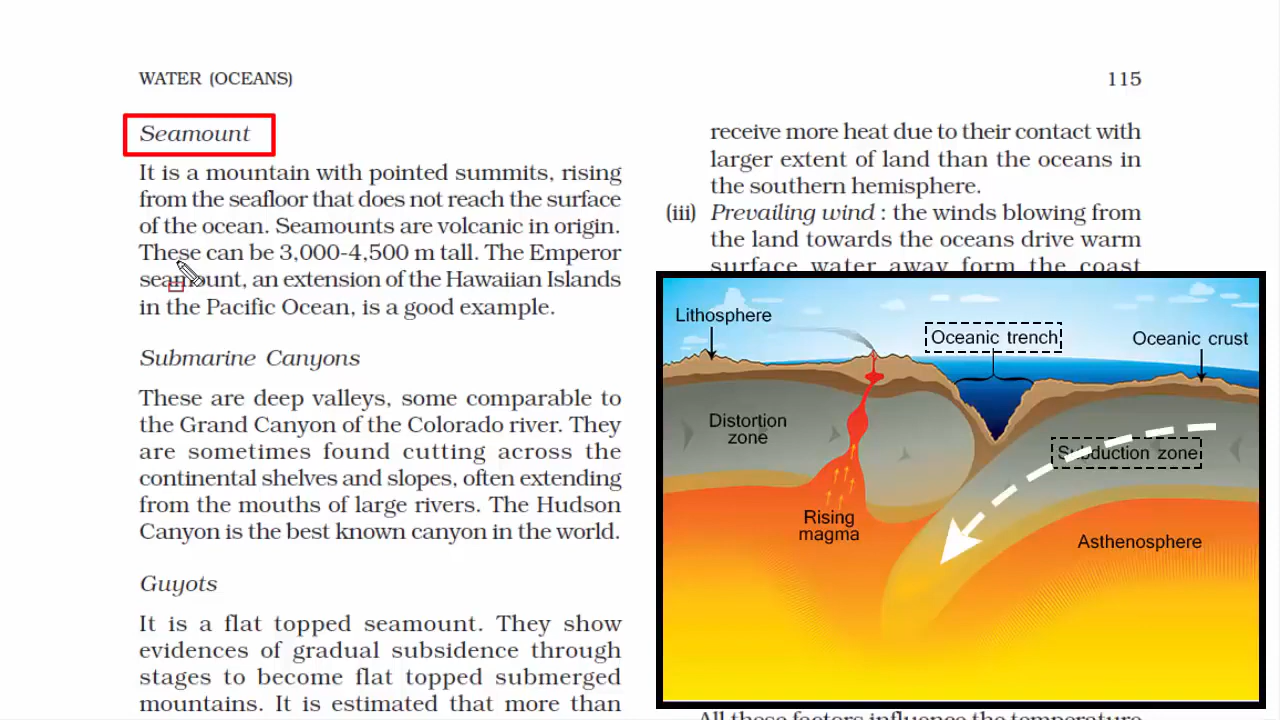 WATER (OCEANS)
115
Seamount
It is a mountain with pointed summits, rising
from the seafloor that does not reach the surface
of the ocean. Seamounts are volcanic in origin.
These can be 3,000-4,500 m tall. The Emperor
seamount, an extension of the Hawaiian Islands
in the Pacific Ocean, is a good example.
Submarine Canyons
These are deep valleys, some comparable to
the Grand Canyon of the Colorado river. They
are sometimes found cutting across the
continental shelves and slopes, often extending
from the mouths of large rivers. The Hudson
Canyon is the best known canyon in the world.
Guyots
It is a flat topped seamount. They show
evidences of gradual subsidence through
stages to become flat topped submerged
mountains. It is estimated that more than
receive more heat due to their contact with
larger extent of land than the oceans in
the southern hemisphere.
(iii) Prevailing wind : the winds blowing from
the land towards the oceans drive warm
surface water away form the coast
Lithosphere
Oceanic trench
Oceanic crust
Distortion
zone
Subduction zone
Rising
magma
Asthenosphere
All these factors influence the temperature